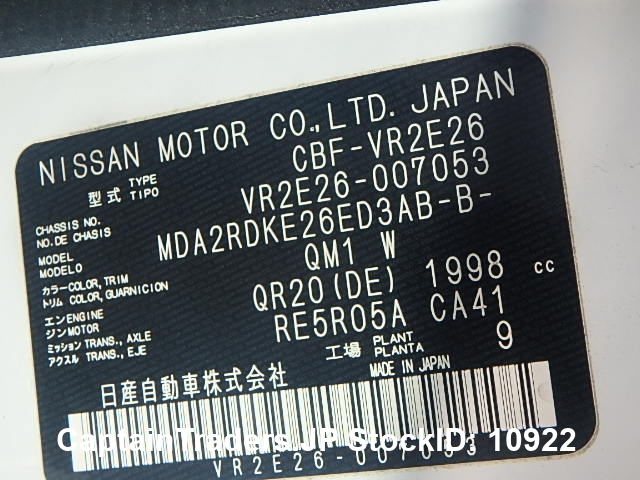 NISSAN MOTOR CO.,LTD. JAPAN
型式 TYPE TIPO CBF-VR2E26
CHASSIS NO. NO.DE CHASIS VR2E26-007053
MODEL MODELO MDA2RDKE26ED3AB-B-
カラー COLOR, TRIM トリム COLOR, GUARNICION QM1 W
エンジン ENGINE MOTOR QR20(DE) 1998 cc
ミッション TRANS., AXLE アクスル TRANS., EJE RE5R05A CA41
工場 PLANT PLANTA 9
日産自動車株式会社 MADE IN JAPAN
CaptainTraders.JP StockID: 10922
VR2E26-007053